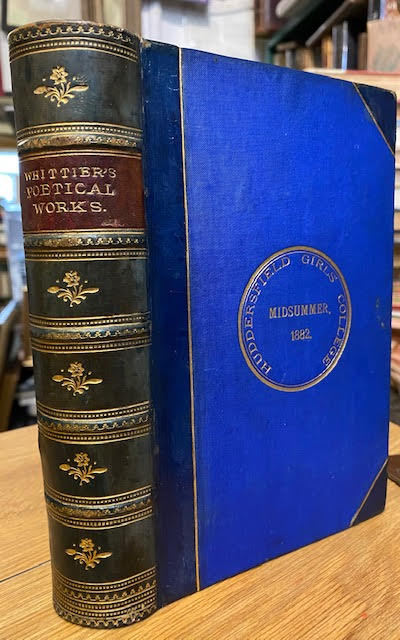 WHITTIER'S
POETICAL
WORKS.
HUDDERSFIELD GIRLS COLLEGE
MIDSUMMER,
1882.